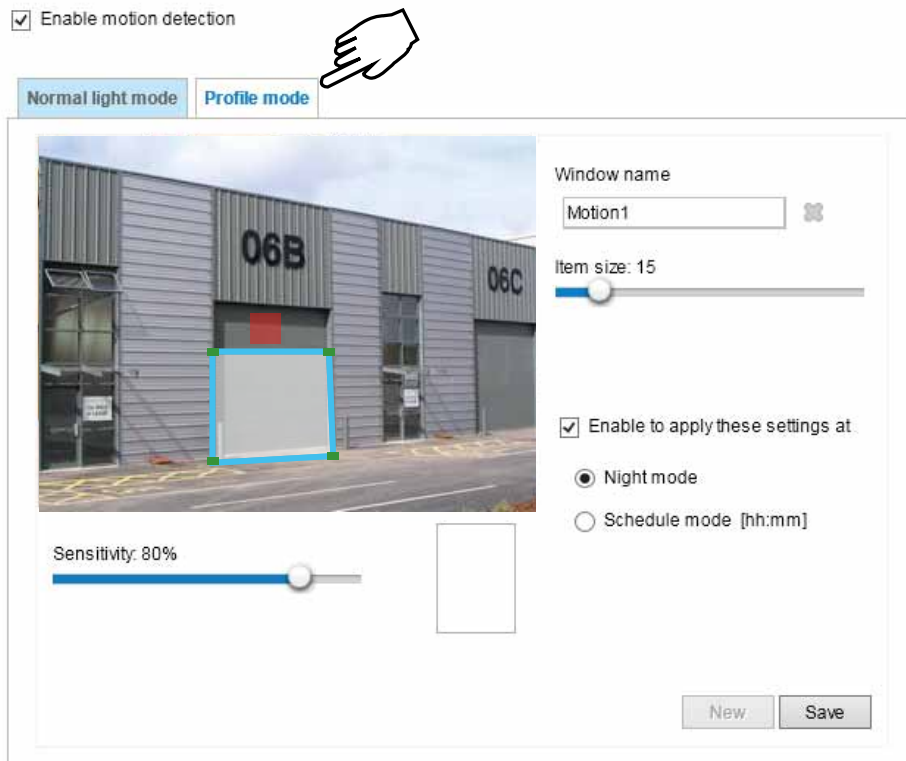 Enable motion detection
Normal light mode
Profile mode
06B
06C
Window name
Motion1
Item size: 15
Enable to apply these settings at
Night mode
Schedule mode [hh:mm]
Sensitivity: 80%
New
Save